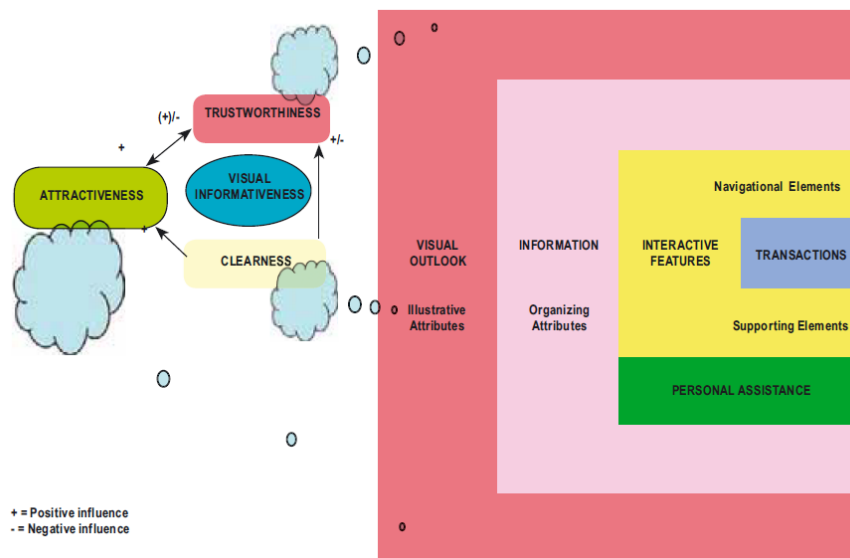 TRUSTWORTHINESS
(+)/-
+/-
+
VISUAL
INFORMATIVENESS
ATTRACTIVENESS
+
CLEARNESS
VISUAL
OUTLOOK
Illustrative
Attributes
INFORMATION
Organizing
Attributes
Navigational Elements
INTERACTIVE
FEATURES
TRANSACTIONS
Supporting Elements
PERSONAL ASSISTANCE
+ = Positive influence
- = Negative influence